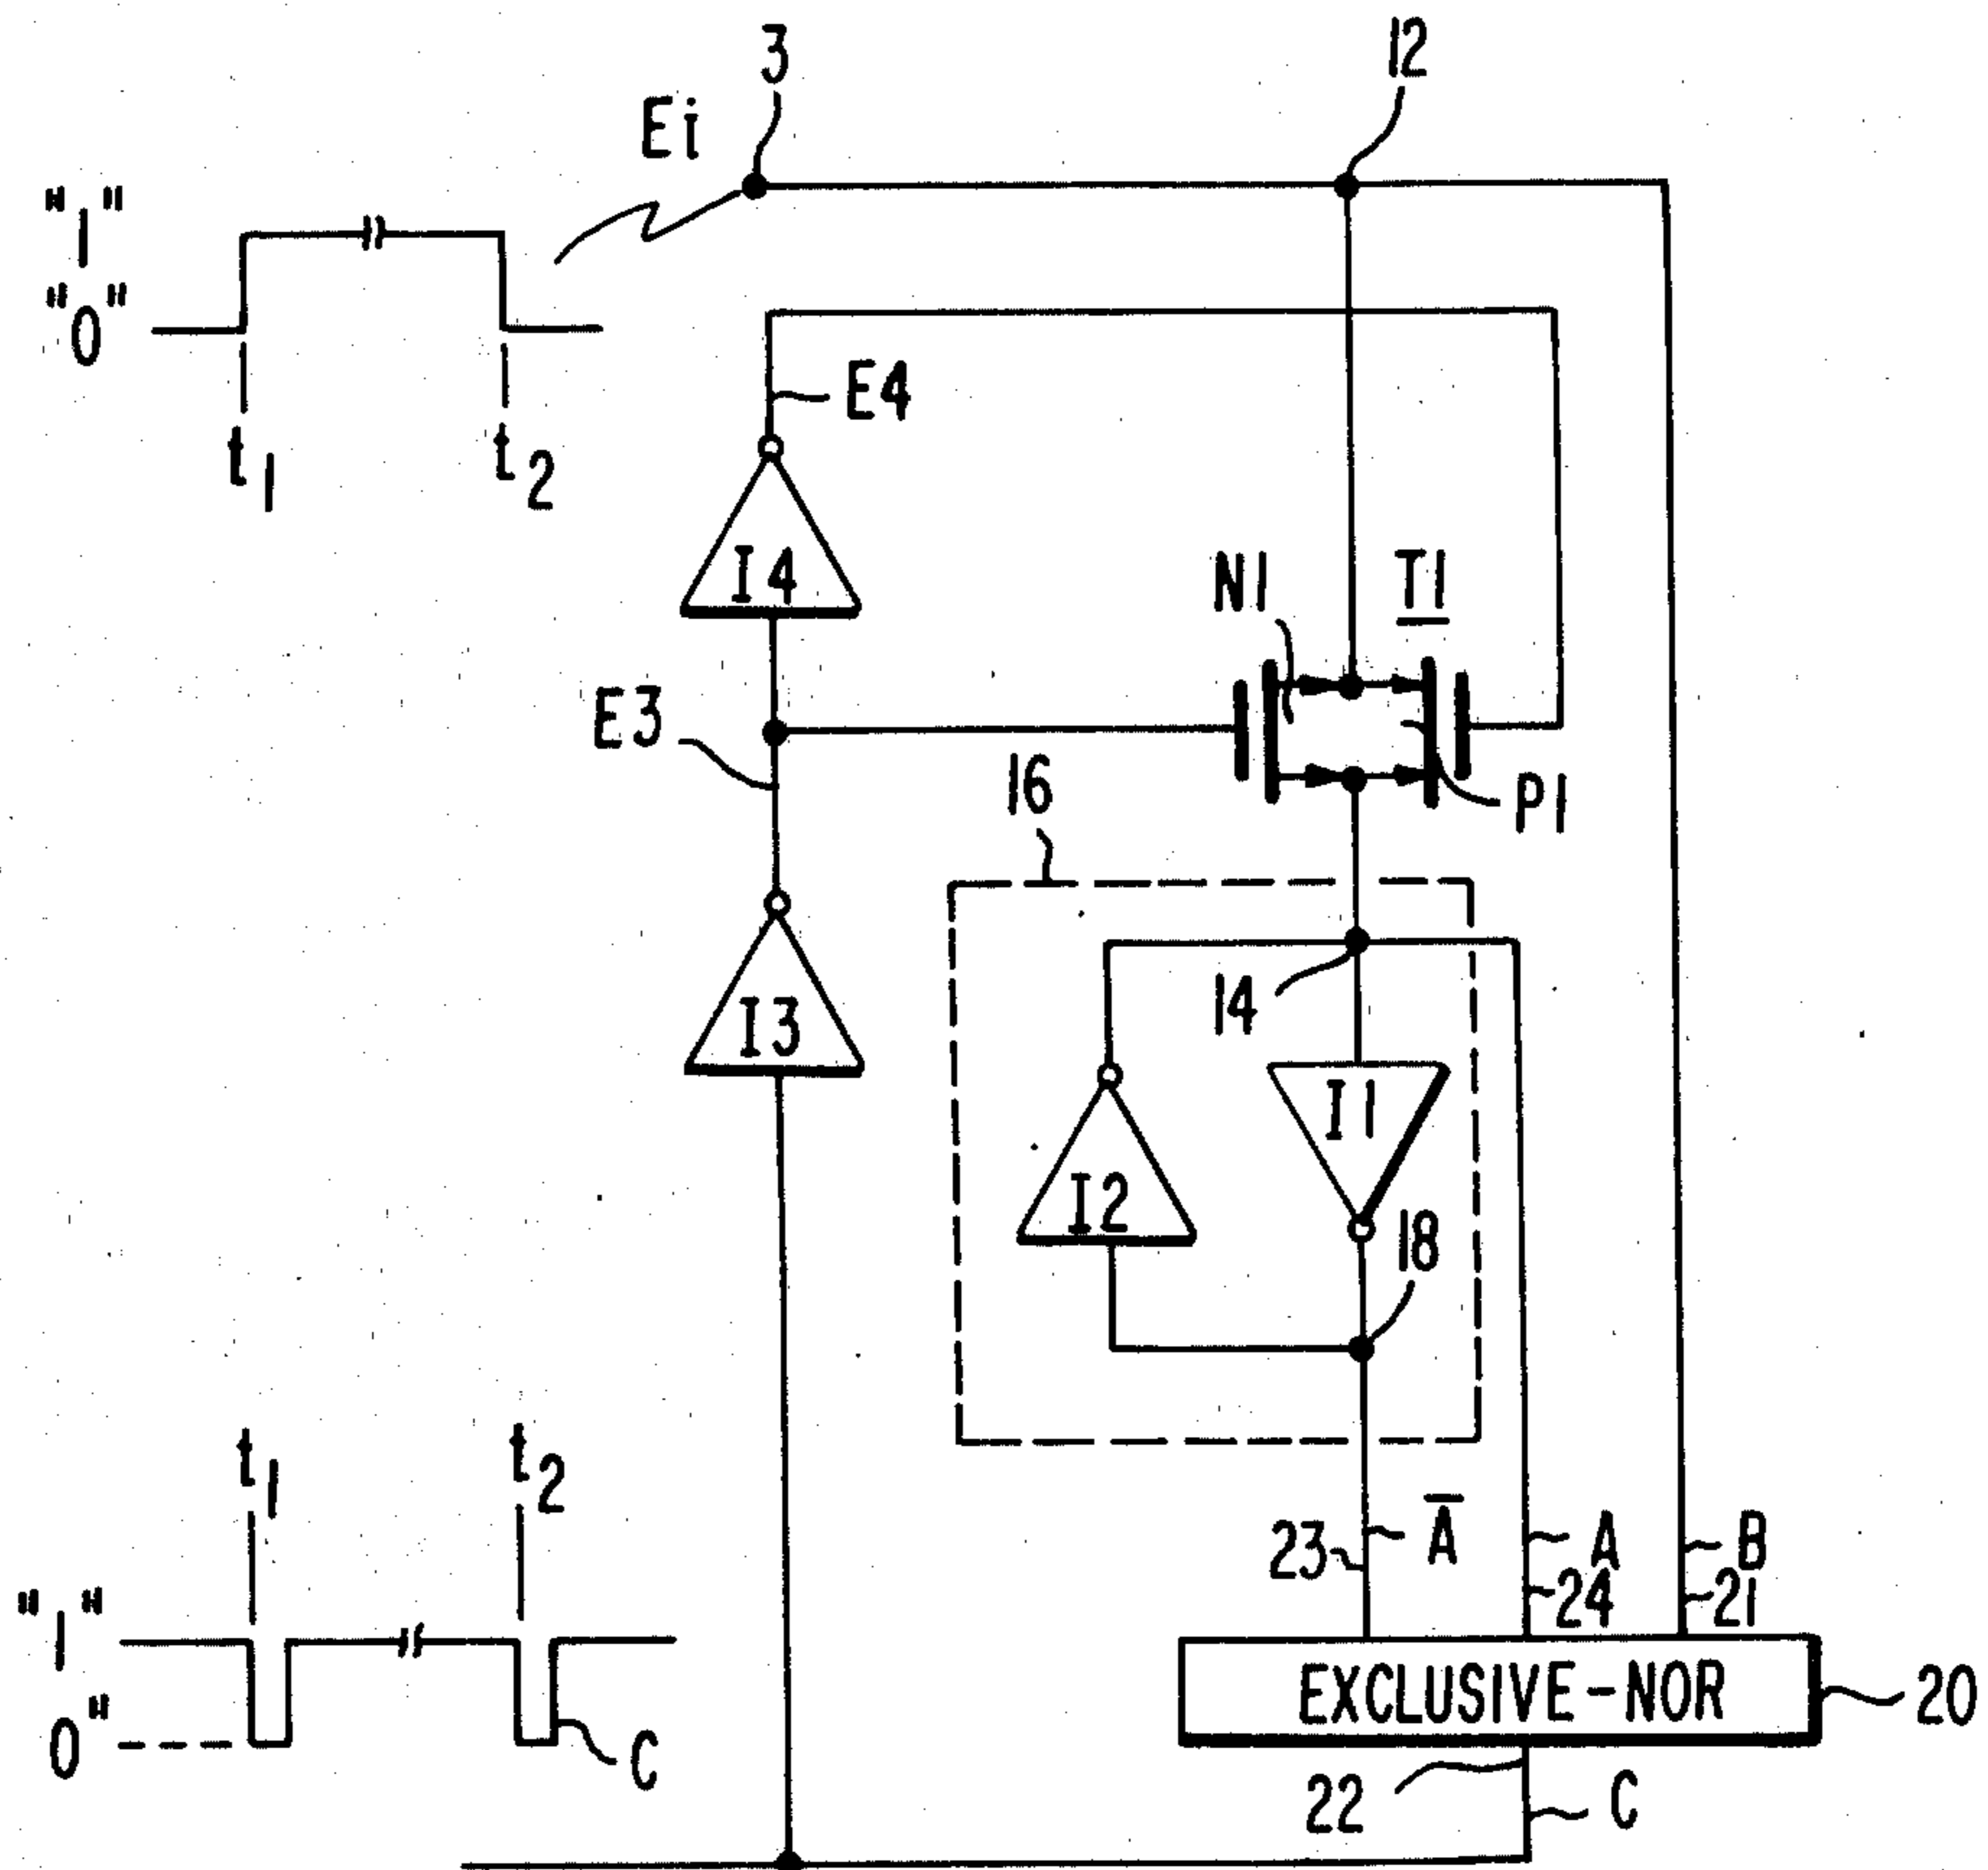 3
12
Ei
"1"
"0"
E4
t1
t2
I4
N1
T1
E3
P1
16
14
I3
I1
I2
18
t1
t2
A̅
23
A
24
B
21
"1"
0"
EXCLUSIVE-NOR
20
C
22
C